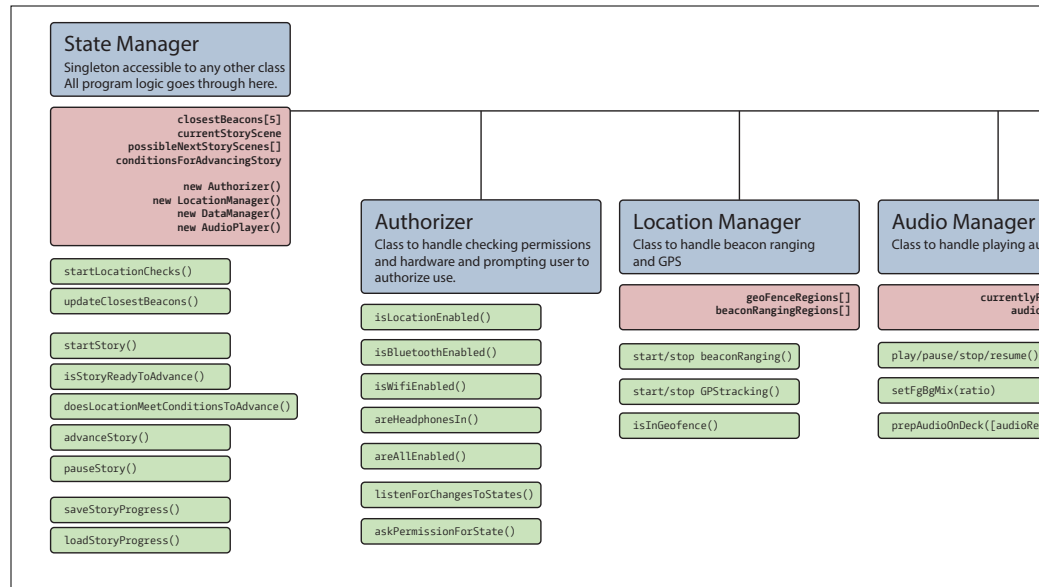 State Manager
Singleton accessible to any other class
All program logic goes through here.
closestBeacons[5]
currentStoryScene
possibleNextStoryScenes[]
conditionsForAdvancingStory
new Authorizer()
new LocationManager()
new DataManager()
new AudioPlayer()
startLocationChecks()
updateClosestBeacons()
startStory()
isStoryReadyToAdvance()
doesLocationMeetConditionsToAdvance()
advanceStory()
pauseStory()
saveStoryProgress()
loadStoryProgress()
Authorizer
Class to handle checking permissions
and hardware and prompting user to
authorize use.
isLocationEnabled()
isBluetoothEnabled()
isWifiEnabled()
areHeadphonesIn()
areAllEnabled()
listenForChangesToStates()
askPermissionForState()
Location Manager
Class to handle beacon ranging
and GPS
geoFenceRegions[]
beaconRangingRegions[]
start/stop beaconRanging()
start/stop GPStracking()
isInGeofence()
Audio Manager
Class to handle playing
play/pause/stop/resume()
setFgBgMix(ratio)